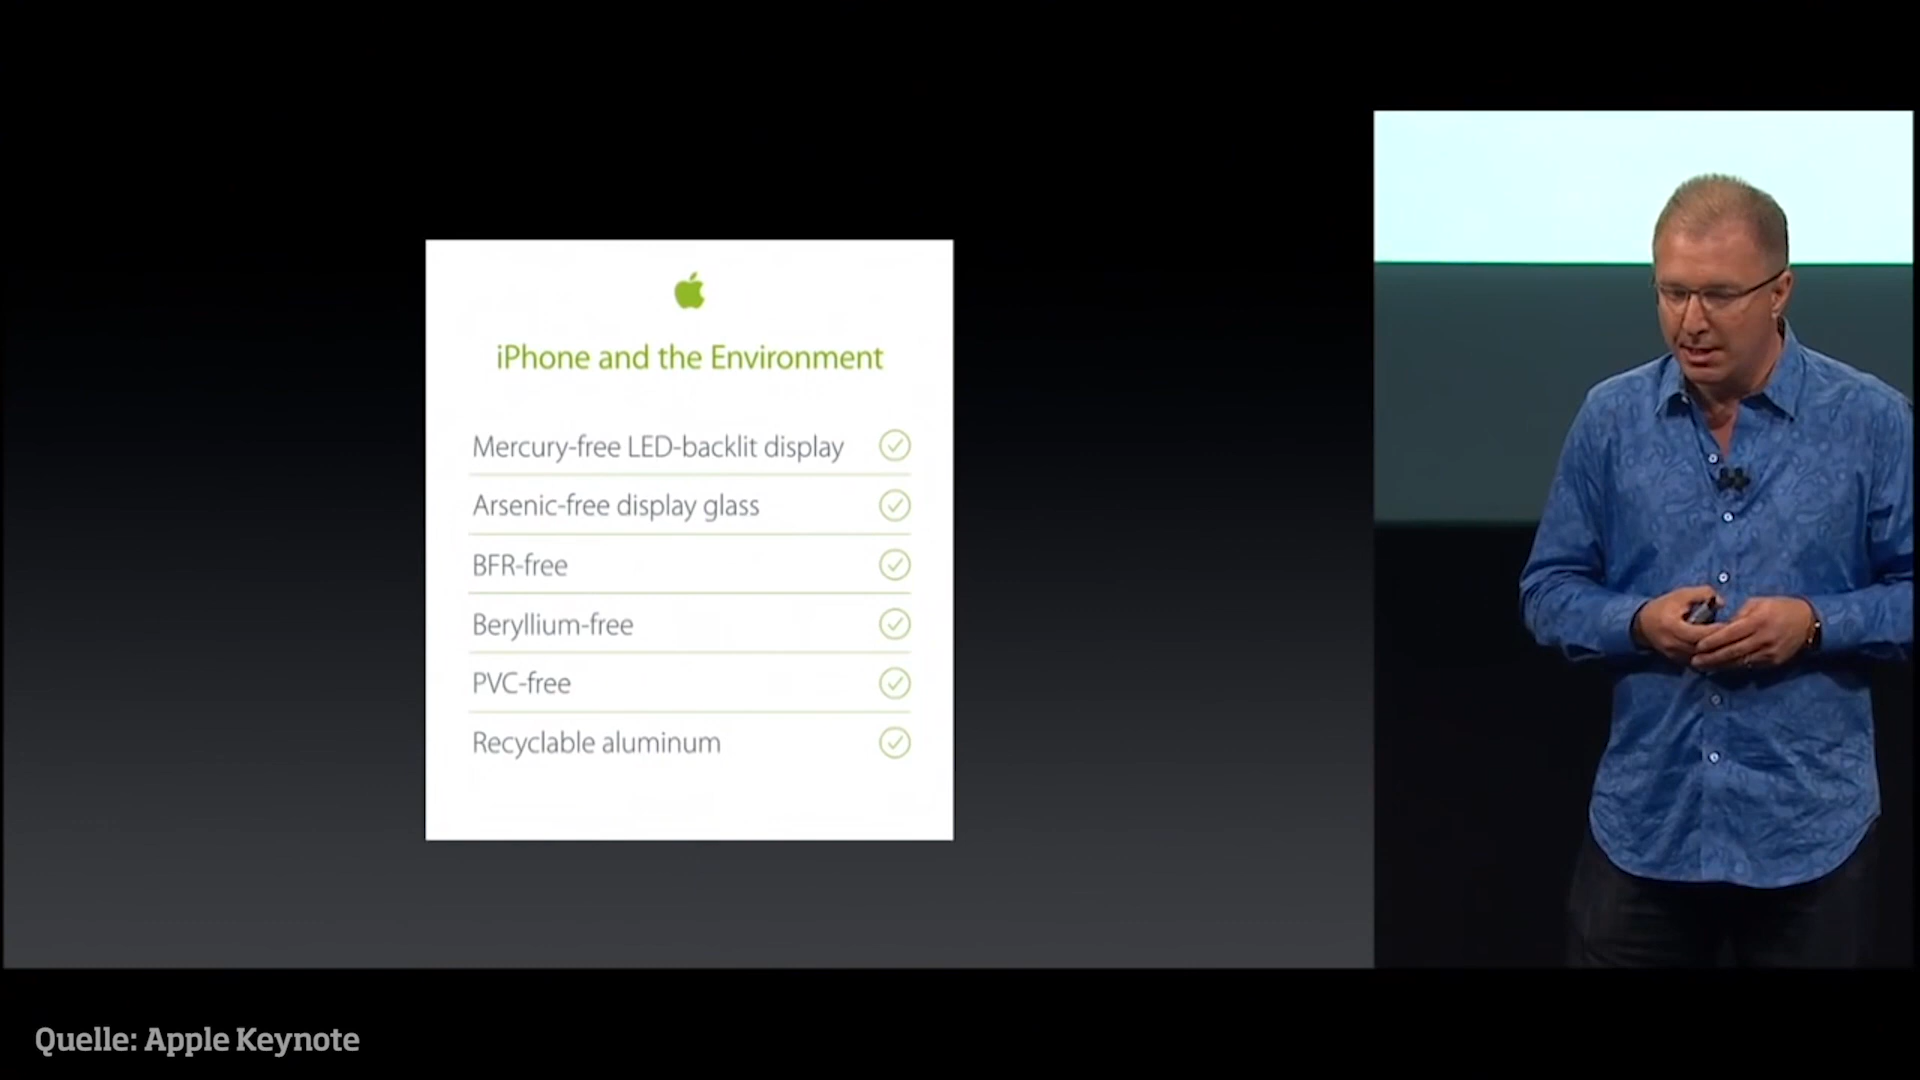 iPhone and the Environment
Mercury-free LED-backlit display
Arsenic-free display glass
BFR-free
Beryllium-free
PVC-free
Recyclable aluminum
Quelle: Apple Keynote